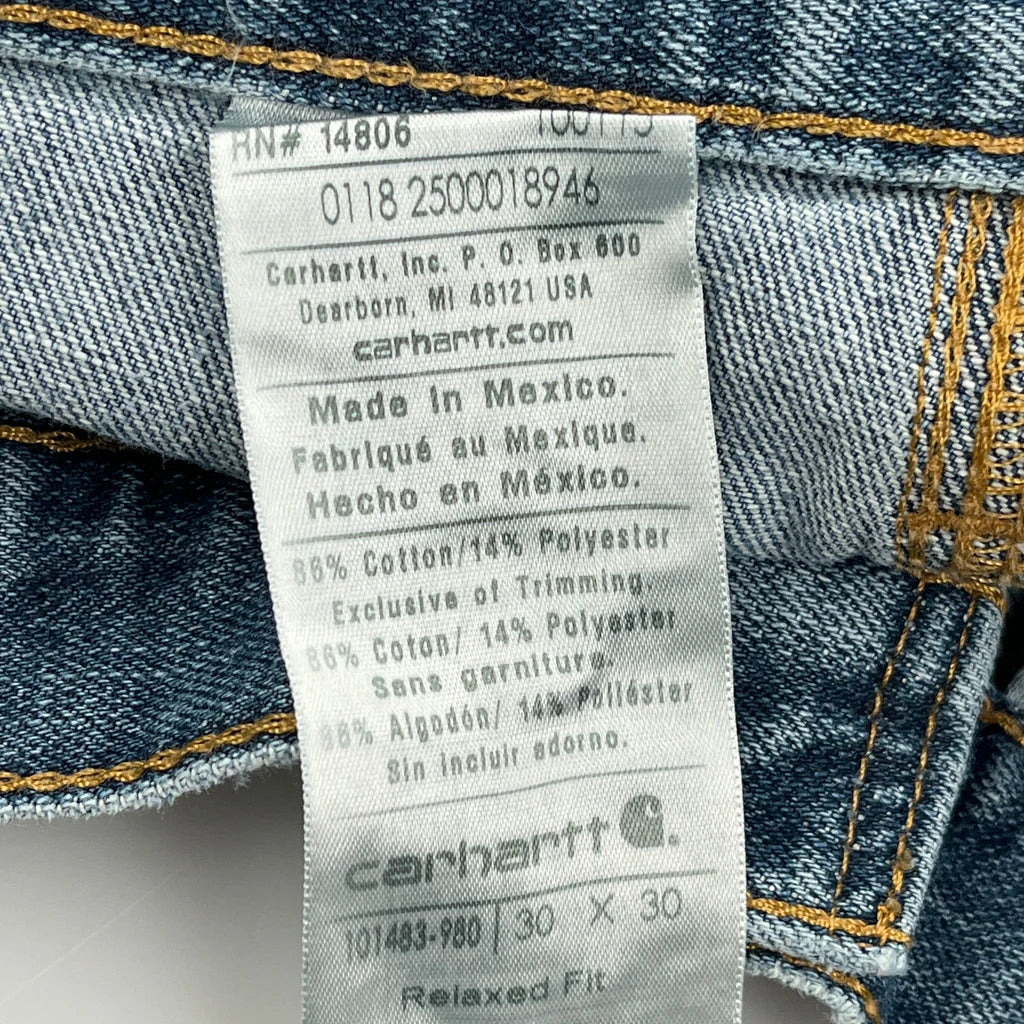 RN# 14806 100115
0118 2500018946
Carhartt, Inc. P. O. Box 600
Dearborn, MI 48121 USA
carhartt.com
Made in Mexico.
Fabriqué au Mexique.
Hecho en México.
86% Cotton/14% Polyester
Exclusive of Trimming.
86% Coton/ 14% Polyester
Sans garniture.
86% Algodón/ 14% Poliéster
Sin incluir adorno.
carhartt
101483-980 | 30 X 30
Relaxed Fit